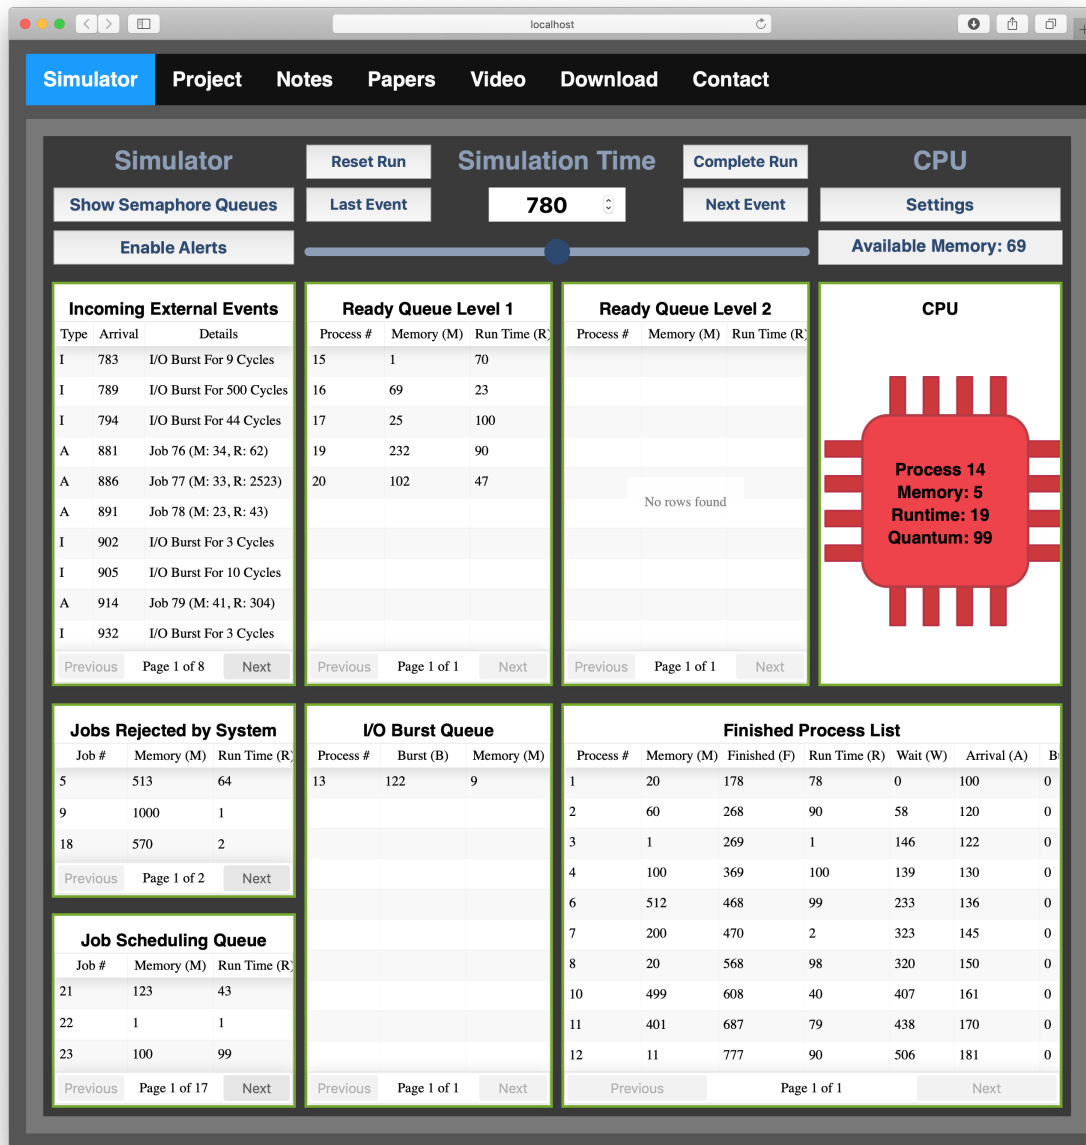 localhost
Simulator Project Notes Papers Video Download Contact
Simulator Reset Run Simulation Time Complete Run CPU
Show Semaphore Queues Last Event 780 Next Event Settings
Enable Alerts Available Memory: 69
Incoming External Events
Type Arrival Details
I 783 I/O Burst For 9 Cycles
I 789 I/O Burst For 500 Cycles
I 794 I/O Burst For 44 Cycles
A 881 Job 76 (M: 34, R: 62)
A 886 Job 77 (M: 33, R: 2523)
A 891 Job 78 (M: 23, R: 43)
I 902 I/O Burst For 3 Cycles
I 905 I/O Burst For 10 Cycles
A 914 Job 79 (M: 41, R: 304)
I 932 I/O Burst For 3 Cycles
Previous Page 1 of 8 Next
Ready Queue Level 1
Process # Memory (M) Run Time (R)
15 1 70
16 69 23
17 25 100
19 232 90
20 102 47
Previous Page 1 of 1 Next
Ready Queue Level 2
Process # Memory (M) Run Time (R)
No rows found
Previous Page 1 of 1 Next
CPU
Process 14
Memory: 5
Runtime: 19
Quantum: 99
Jobs Rejected by System
Job # Memory (M) Run Time (R)
5 513 64
9 1000 1
18 570 2
Previous Page 1 of 2 Next
Job Scheduling Queue
Job # Memory (M) Run Time (R)
21 123 43
22 1 1
23 100 99
Previous Page 1 of 17 Next
I/O Burst Queue
Process # Burst (B) Memory (M)
13 122 9
Previous Page 1 of 1 Next
Finished Process List
Process # Memory (M) Finished (F) Run Time (R) Wait (W) Arrival (A)
1 20 178 78 0 100 0
2 60 268 90 58 120 0
3 1 269 1 146 122 0
4 100 369 100 139 130 0
6 512 468 99 233 136 0
7 200 470 2 323 145 0
8 20 568 98 320 150 0
10 499 608 40 407 161 0
11 401 687 79 438 170 0
12 11 777 90 506 181 0
Previous Page 1 of 1 Next